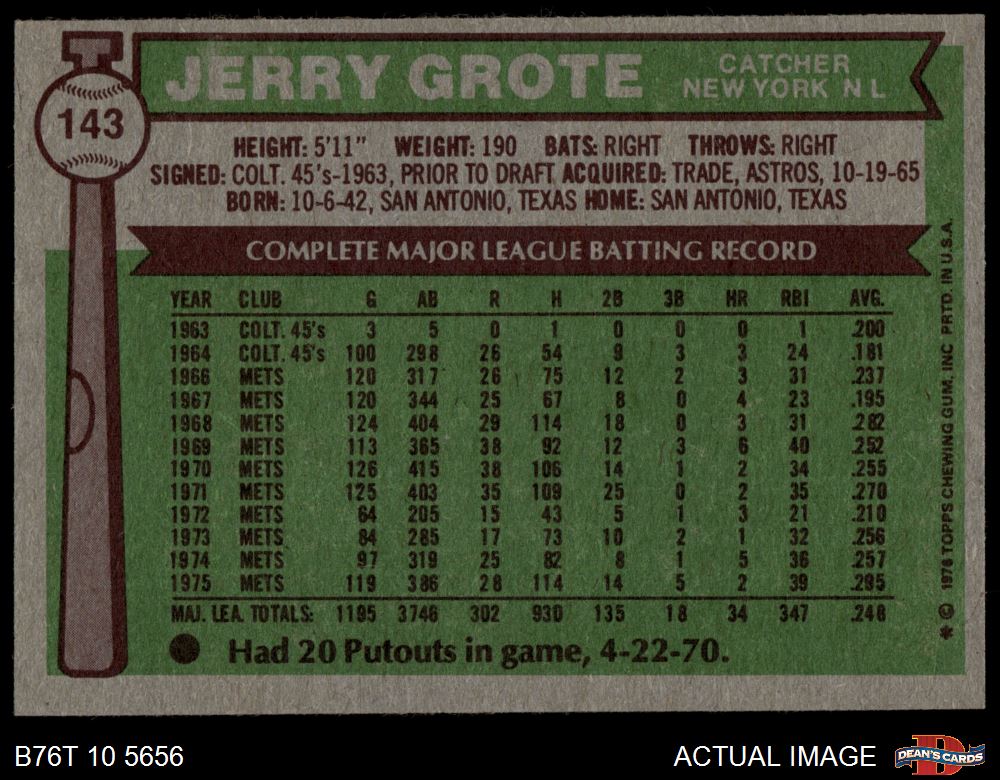 JERRY GROTE
CATCHER
NEW YORK N L
143
HEIGHT: 5'11" WEIGHT: 190 BATS: RIGHT THROWS: RIGHT
SIGNED: COLT. 45's-1963, PRIOR TO DRAFT ACQUIRED: TRADE, ASTROS, 10-19-65
BORN: 10-6-42, SAN ANTONIO, TEXAS HOME: SAN ANTONIO, TEXAS
COMPLETE MAJOR LEAGUE BATTING RECORD
YEAR CLUB G AB R H 2B 3B HR RBI AVG.
1963 COLT. 45's 3 5 0 1 0 0 0 1 .200
1964 COLT. 45's 100 298 26 54 9 3 3 24 .181
1966 METS 120 317 26 75 12 2 3 31 .237
1967 METS 120 344 25 67 8 0 4 23 .195
1968 METS 124 404 29 114 18 0 3 31 .282
1969 METS 113 365 38 92 12 3 6 40 .252
1970 METS 126 415 38 106 14 1 2 34 .255
1971 METS 125 403 35 109 25 0 2 35 .270
1972 METS 64 205 15 43 5 1 3 21 .210
1973 METS 84 285 17 73 10 2 1 32 .256
1974 METS 97 319 25 82 8 1 5 36 .257
1975 METS 119 386 28 114 14 5 2 39 .295
MAJ. LEA. TOTALS: 1195 3746 302 930 135 18 34 347 .248
Had 20 Putouts in game, 4-22-70.
* © 1976 TOPPS CHEWING GUM, INC PRTD. IN U.S.A.
B76T 10 5656
ACTUAL IMAGE
DEAN'S CARDS